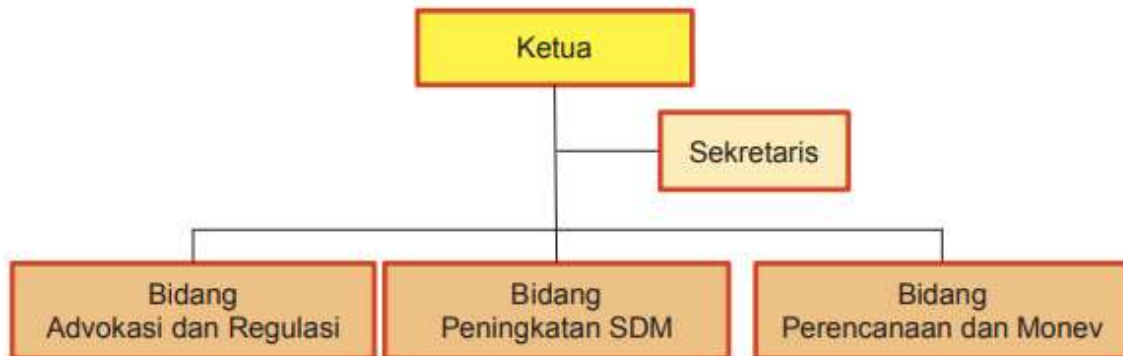 Ketua
Sekretaris
Bidang
Advokasi dan Regulasi
Bidang
Peningkatan SDM
Bidang
Perencanaan dan Monev